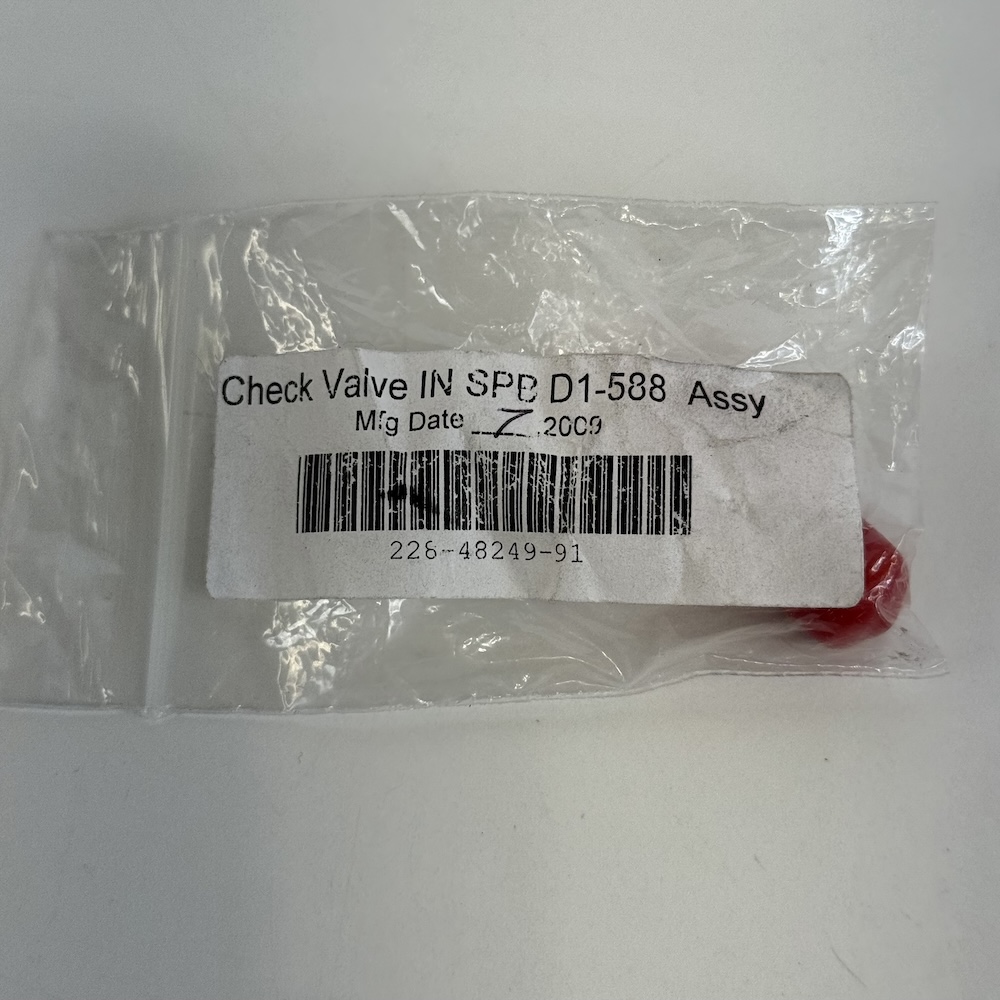 Check Valve IN SPB D1-588 Assy
Mfg Date 7 .2009
228-48249-91